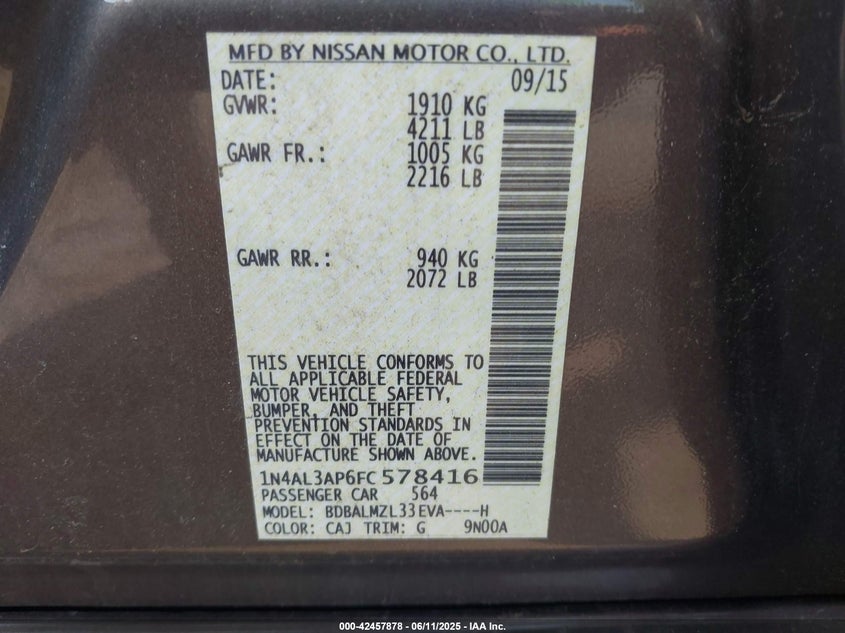 MFD BY NISSAN MOTOR CO., LTD.
DATE: 09/15
GVWR: 1910 KG
4211 LB
GAWR FR.: 1005 KG
2216 LB
GAWR RR.: 940 KG
2072 LB
THIS VEHICLE CONFORMS TO
ALL APPLICABLE FEDERAL
MOTOR VEHICLE SAFETY,
BUMPER, AND THEFT
PREVENTION STANDARDS IN
EFFECT ON THE DATE OF
MANUFACTURE SHOWN ABOVE.
1N4AL3AP6FC578416
PASSENGER CAR 564
MODEL: BDBALMZL33EVA----H
COLOR: CAJ TRIM: G 9N00A
000-42457878 - 06/11/2025 - IAA Inc.